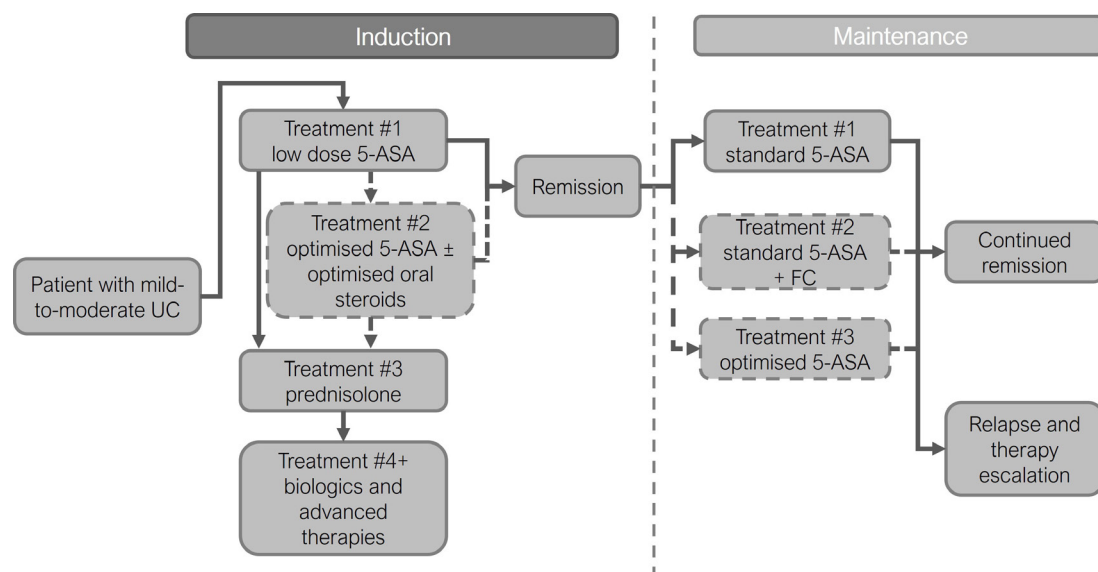 Induction
Maintenance
Treatment #1
low dose 5-ASA
Treatment #2
optimised 5-ASA ±
optimised oral
steroids
Patient with mild-
to-moderate UC
Treatment #3
prednisolone
Treatment #4+
biologics and
advanced
therapies
Remission
Treatment #1
standard 5-ASA
Treatment #2
standard 5-ASA
+ FC
Treatment #3
optimised 5-ASA
Continued
remission
Relapse and
therapy
escalation